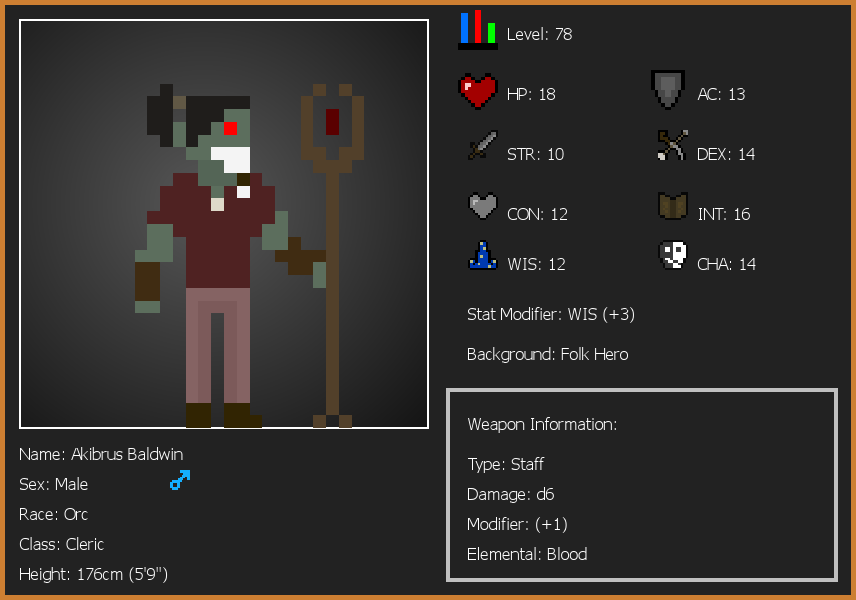 Level: 78
HP: 18
AC: 13
STR: 10
DEX: 14
CON: 12
INT: 16
WIS: 12
CHA: 14
Stat Modifier: WIS (+3)
Background: Folk Hero
Weapon Information:
Type: Staff
Damage: d6
Modifier: (+1)
Elemental: Blood
Name: Akibrus Baldwin
Sex: Male
Race: Orc
Class: Cleric
Height: 176cm (5'9")